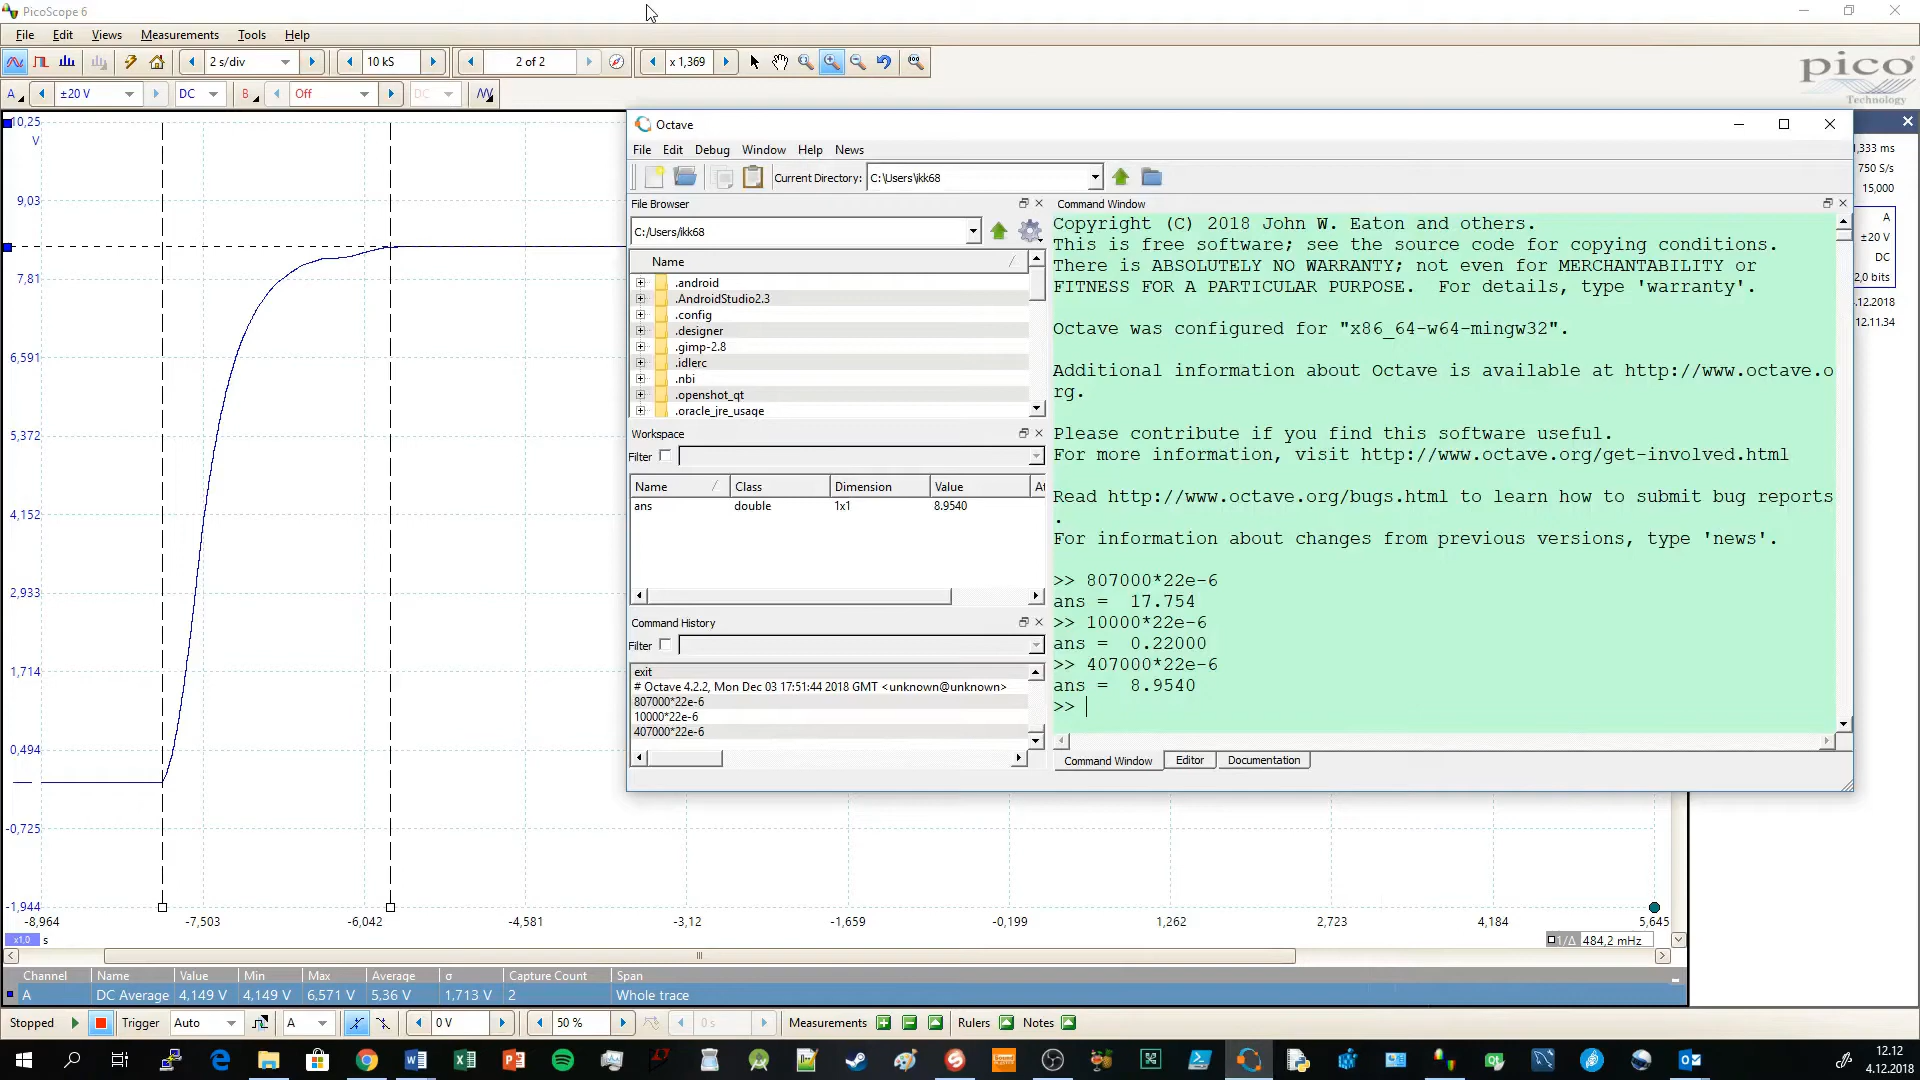 PicoScope 6
File Edit Views Measurements Tools Help
2 s/div 10 kS 2 of 2 x 1,369
A ±20 V DC B Off DC
pico
Technology
10,25
V
9,03
7,81
6,591
5,372
4,152
2,933
1,714
0,494
-0,725
-1,944
-8,964 -7,503 -6,042 -4,581 -3,12 -1,659 -0,199 1,262 2,723 4,184 5,645
x1,0 s
1/Δ 484,2 mHz
,333 ms
750 S/s
15,000
A
±20 V
DC
2,0 bits
.12.2018
12.11.34
Octave
File Edit Debug Window Help News
Current Directory: C:\Users\ikk68
File Browser
C:/Users/ikk68
Name
.android
.AndroidStudio2.3
.config
.designer
.gimp-2.8
.idlerc
.nbi
.openshot_qt
.oracle_jre_usage
Workspace
Filter
Name Class Dimension Value At
ans double 1x1 8.9540
Command History
Filter
exit
# Octave 4.2.2, Mon Dec 03 17:51:44 2018 GMT <unknown@unknown>
807000*22e-6
10000*22e-6
407000*22e-6
Command Window
Copyright (C) 2018 John W. Eaton and others.
This is free software; see the source code for copying conditions.
There is ABSOLUTELY NO WARRANTY; not even for MERCHANTABILITY or
FITNESS FOR A PARTICULAR PURPOSE.  For details, type 'warranty'.
Octave was configured for "x86_64-w64-mingw32".
Additional information about Octave is available at http://www.octave.o
rg.
Please contribute if you find this software useful.
For more information, visit http://www.octave.org/get-involved.html
Read http://www.octave.org/bugs.html to learn how to submit bug reports
.
For information about changes from previous versions, type 'news'.
>> 807000*22e-6
ans =  17.754
>> 10000*22e-6
ans =  0.22000
>> 407000*22e-6
ans =  8.9540
>>
Command Window Editor Documentation
Channel Name Value Min Max Average σ Capture Count Span
A DC Average 4,149 V 4,149 V 6,571 V 5,36 V 1,713 V 2 Whole trace
Stopped Trigger Auto A 0 V 50 % 0 s Measurements Rulers Notes
12.12
4.12.2018